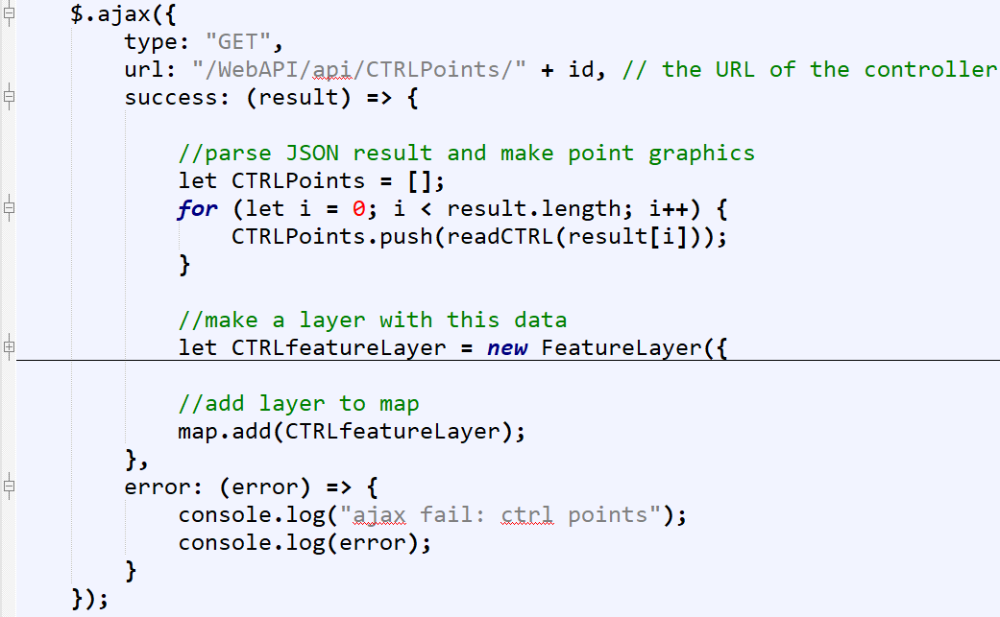 $.ajax({
type: "GET",
url: "/WebAPI/api/CTRLPoints/" + id, // the URL of the controller
success: (result) => {
//parse JSON result and make point graphics
let CTRLPoints = [];
for (let i = 0; i < result.length; i++) {
CTRLPoints.push(readCTRL(result[i]));
}
//make a layer with this data
let CTRLfeatureLayer = new FeatureLayer({
//add layer to map
map.add(CTRLfeatureLayer);
},
error: (error) => {
console.log("ajax fail: ctrl points");
console.log(error);
}
});